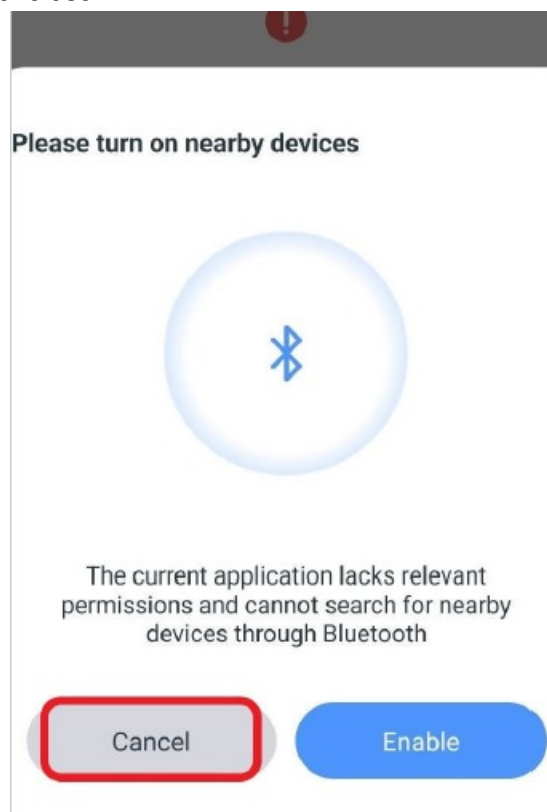 Please turn on nearby devices
The current application lacks relevant
permissions and cannot search for nearby
devices through Bluetooth
Cancel
Enable